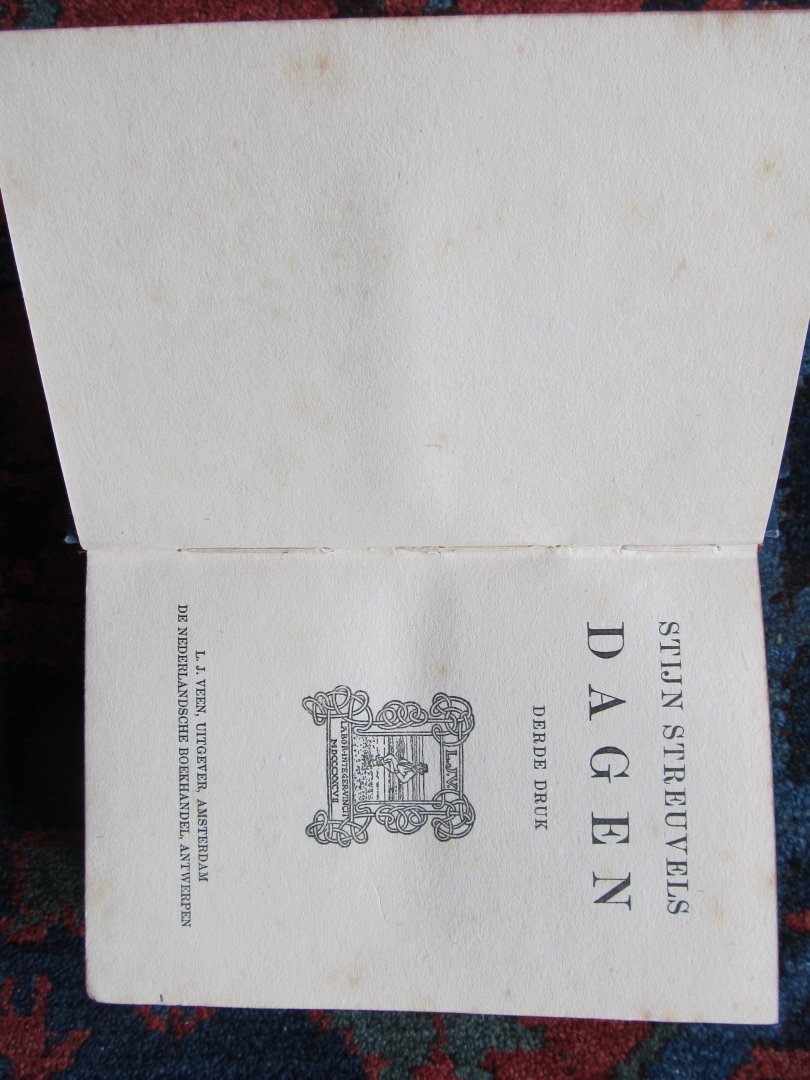 STIJN STREUVELS
DAGEN
DERDE DRUK
L.J.V.
LABOR·INTEGER·VINCIT
MDCCCXCVII
L. J. VEEN, UITGEVER, AMSTERDAM
DE NEDERLANDSCHE BOEKHANDEL, ANTWERPEN